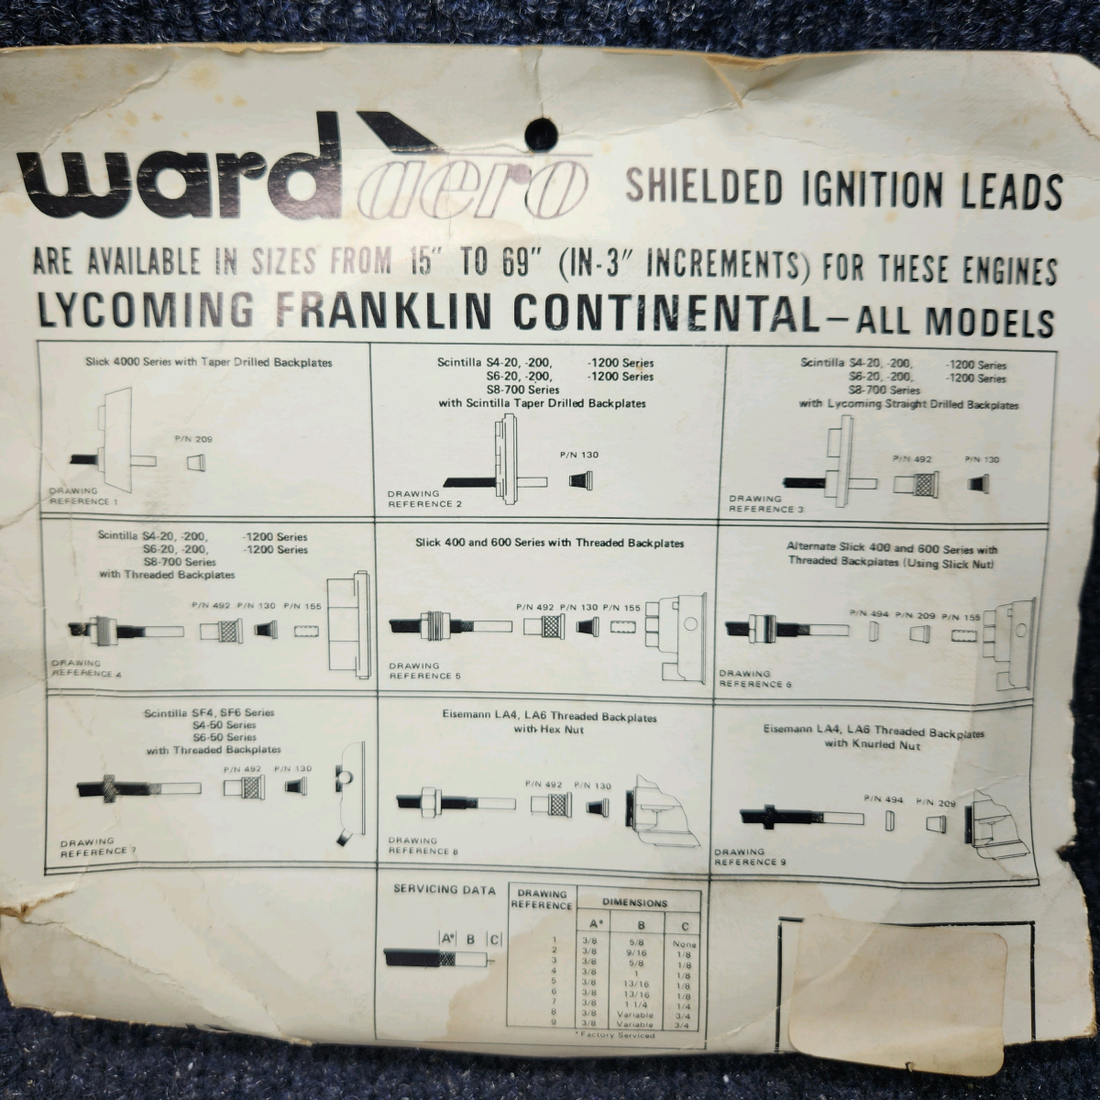 ward aero SHIELDED IGNITION LEADS
ARE AVAILABLE IN SIZES FROM 15" TO 69" (IN-3" INCREMENTS) FOR THESE ENGINES
LYCOMING FRANKLIN CONTINENTAL—ALL MODELS
Slick 4000 Series with Taper Drilled Backplates
P/N 209
DRAWING
REFERENCE 1
Scintilla S4-20, -200, -1200 Series
S6-20, -200, -1200 Series
S8-700 Series
with Scintilla Taper Drilled Backplates
P/N 130
DRAWING
REFERENCE 2
Scintilla S4-20, -200, -1200 Series
S6-20, -200, -1200 Series
S8-700 Series
with Lycoming Straight Drilled Backplates
P/N 492 P/N 130
DRAWING
REFERENCE 3
Scintilla S4-20, -200, -1200 Series
S6-20, -200, -1200 Series
S8-700 Series
with Threaded Backplates
P/N 492 P/N 130 P/N 155
DRAWING
REFERENCE 4
Slick 400 and 600 Series with Threaded Backplates
P/N 492 P/N 130 P/N 155
DRAWING
REFERENCE 5
Alternate Slick 400 and 600 Series with
Threaded Backplates (Using Slick Nut)
P/N 494 P/N 209 P/N 155
DRAWING
REFERENCE 6
Scintilla SF4, SF6 Series
S4-50 Series
S6-50 Series
with Threaded Backplates
P/N 492 P/N 130
DRAWING
REFERENCE 7
Eisemann LA4, LA6 Threaded Backplates
with Hex Nut
P/N 492 P/N 130
DRAWING
REFERENCE 8
Eisemann LA4, LA6 Threaded Backplates
with Knurled Nut
P/N 494 P/N 209
DRAWING
REFERENCE 9
SERVICING DATA
A* B C
DRAWING REFERENCE DIMENSIONS
A* B C
1 3/8 5/8 None
2 3/8 9/16 1/8
3 3/8 5/8 1/8
4 3/8 1 1/8
5 3/8 13/16 1/8
6 3/8 13/16 1/8
7 3/8 1 1/4 1/4
8 3/8 Variable 3/4
9 3/8 Variable 3/4
*Factory Serviced